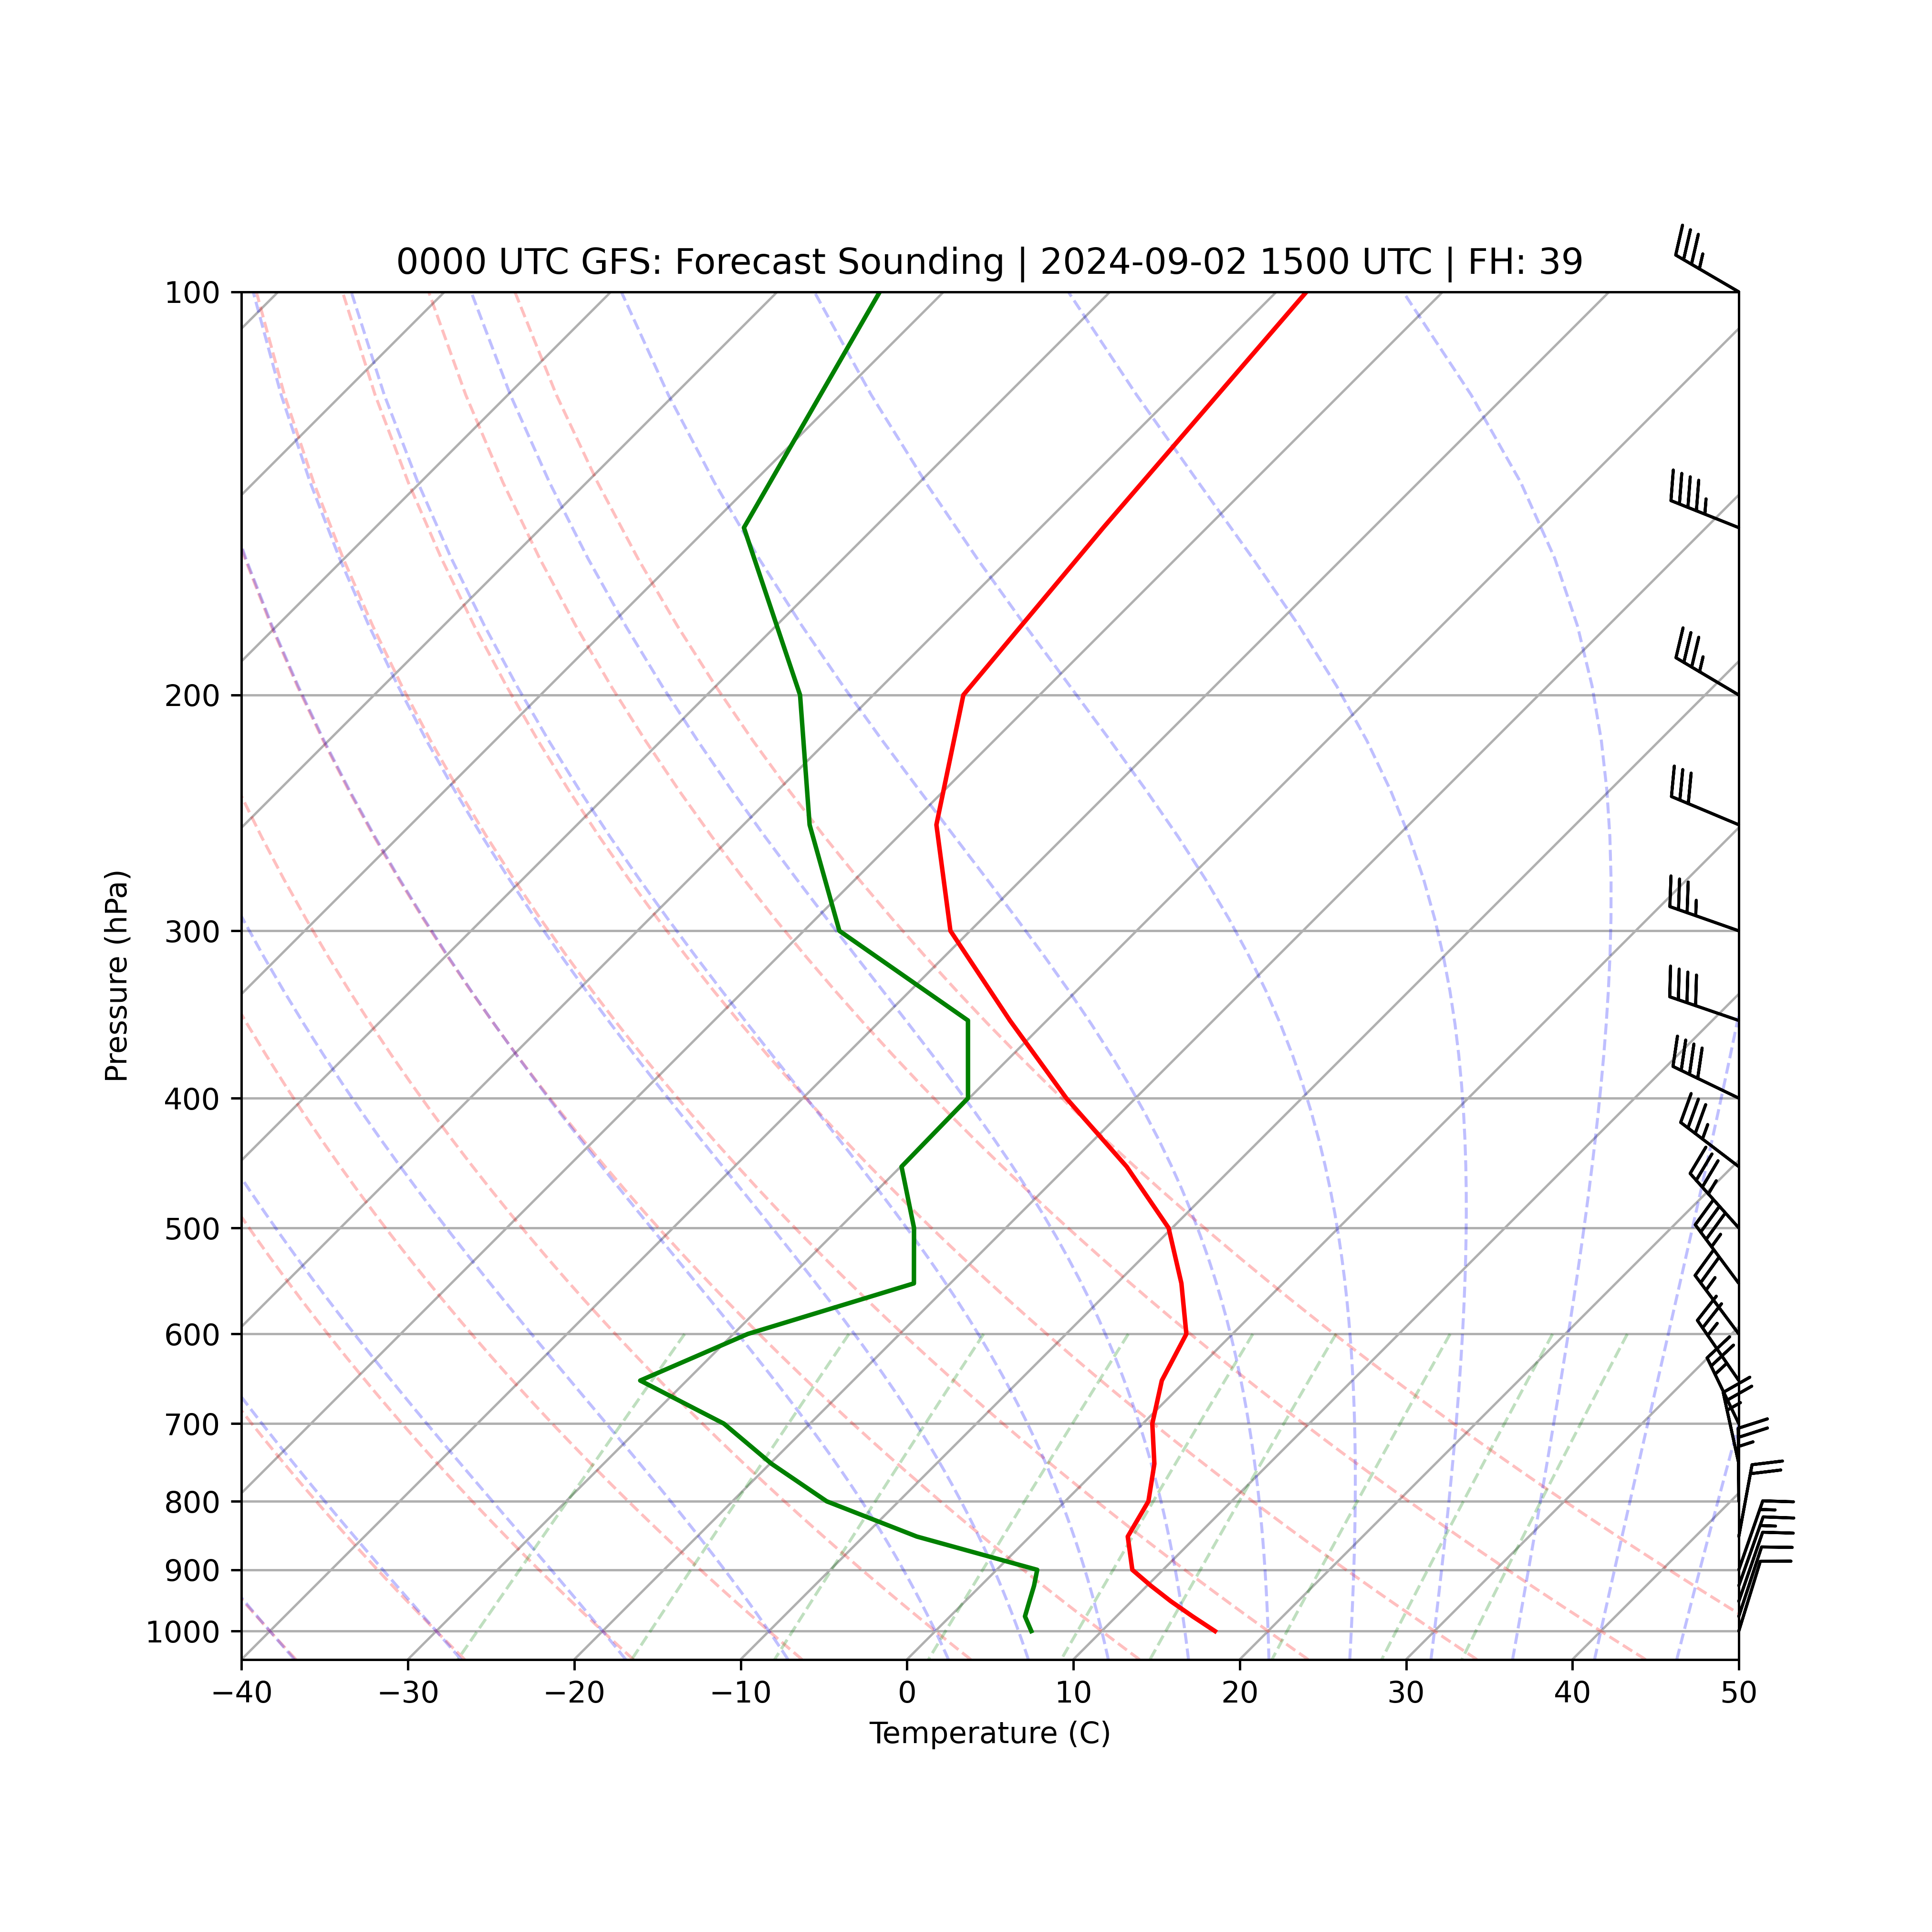 0000 UTC GFS: Forecast Sounding | 2024-09-02 1500 UTC | FH: 39
100
200
300
400
500
600
700
800
900
1000
Pressure (hPa)
−40 −30 −20 −10 0 10 20 30 40 50
Temperature (C)